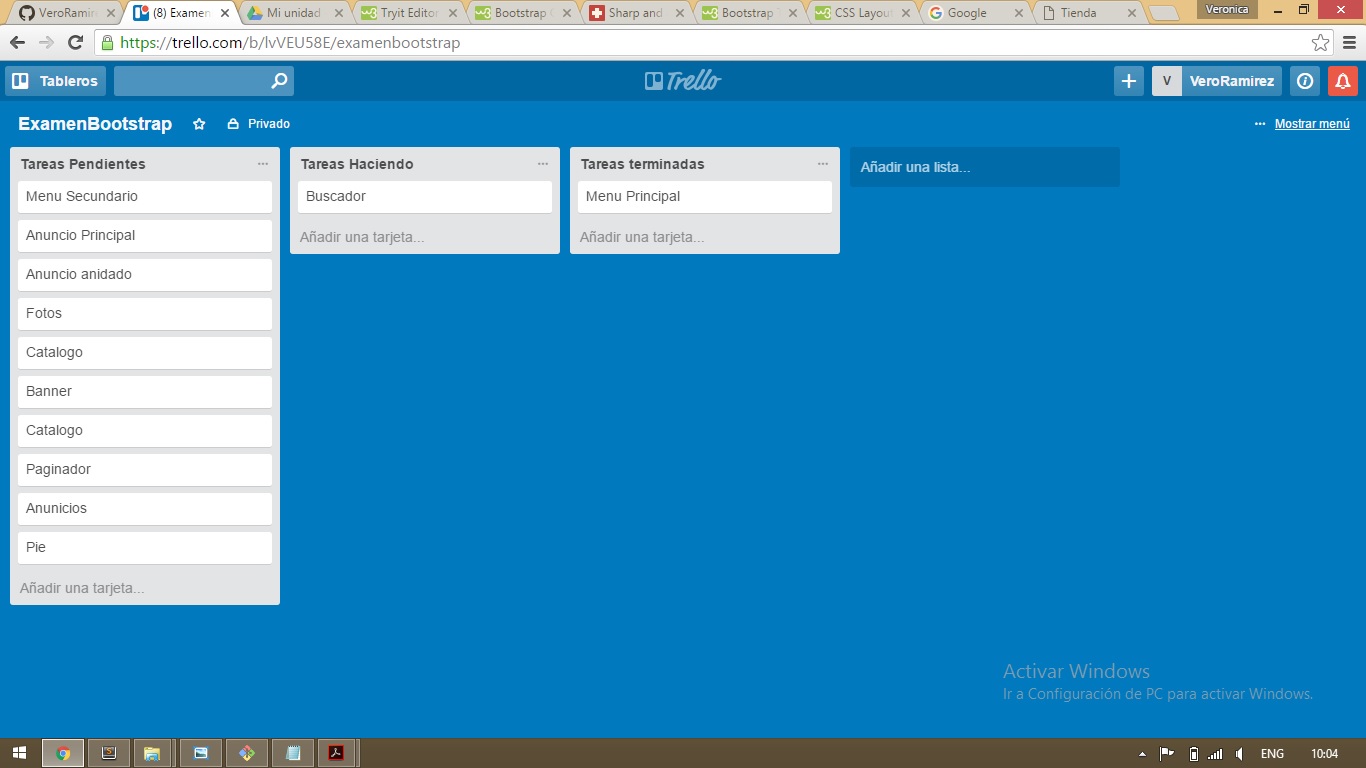 VeroRamire
(8) Examen
Mi unidad
Tryit Editor
Bootstrap
Sharp and
Bootstrap
CSS Layou
Google
Tienda
Veronica
https://trello.com/b/lvVEU58E/examenbootstrap
Tableros
Trello
V
VeroRamirez
ExamenBootstrap
Privado
Mostrar menú
Tareas Pendientes
Menu Secundario
Anuncio Principal
Anuncio anidado
Fotos
Catalogo
Banner
Catalogo
Paginador
Anunicios
Pie
Añadir una tarjeta...
Tareas Haciendo
Buscador
Añadir una tarjeta...
Tareas terminadas
Menu Principal
Añadir una tarjeta...
Añadir una lista...
Activar Windows
Ir a Configuración de PC para activar Windows.
ENG
10:04